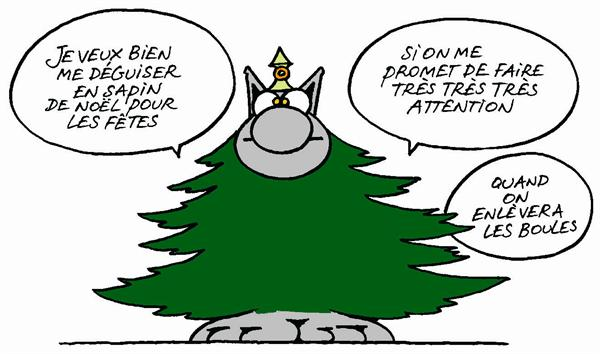 JE VEUX BIEN
ME DÉGUISER
EN SAPIN
DE NOËL POUR
LES FÊTES
SI ON ME
PROMET DE FAIRE
TRÈS TRÈS TRÈS
ATTENTION
QUAND
ON
ENLÈVERA
LES BOULES